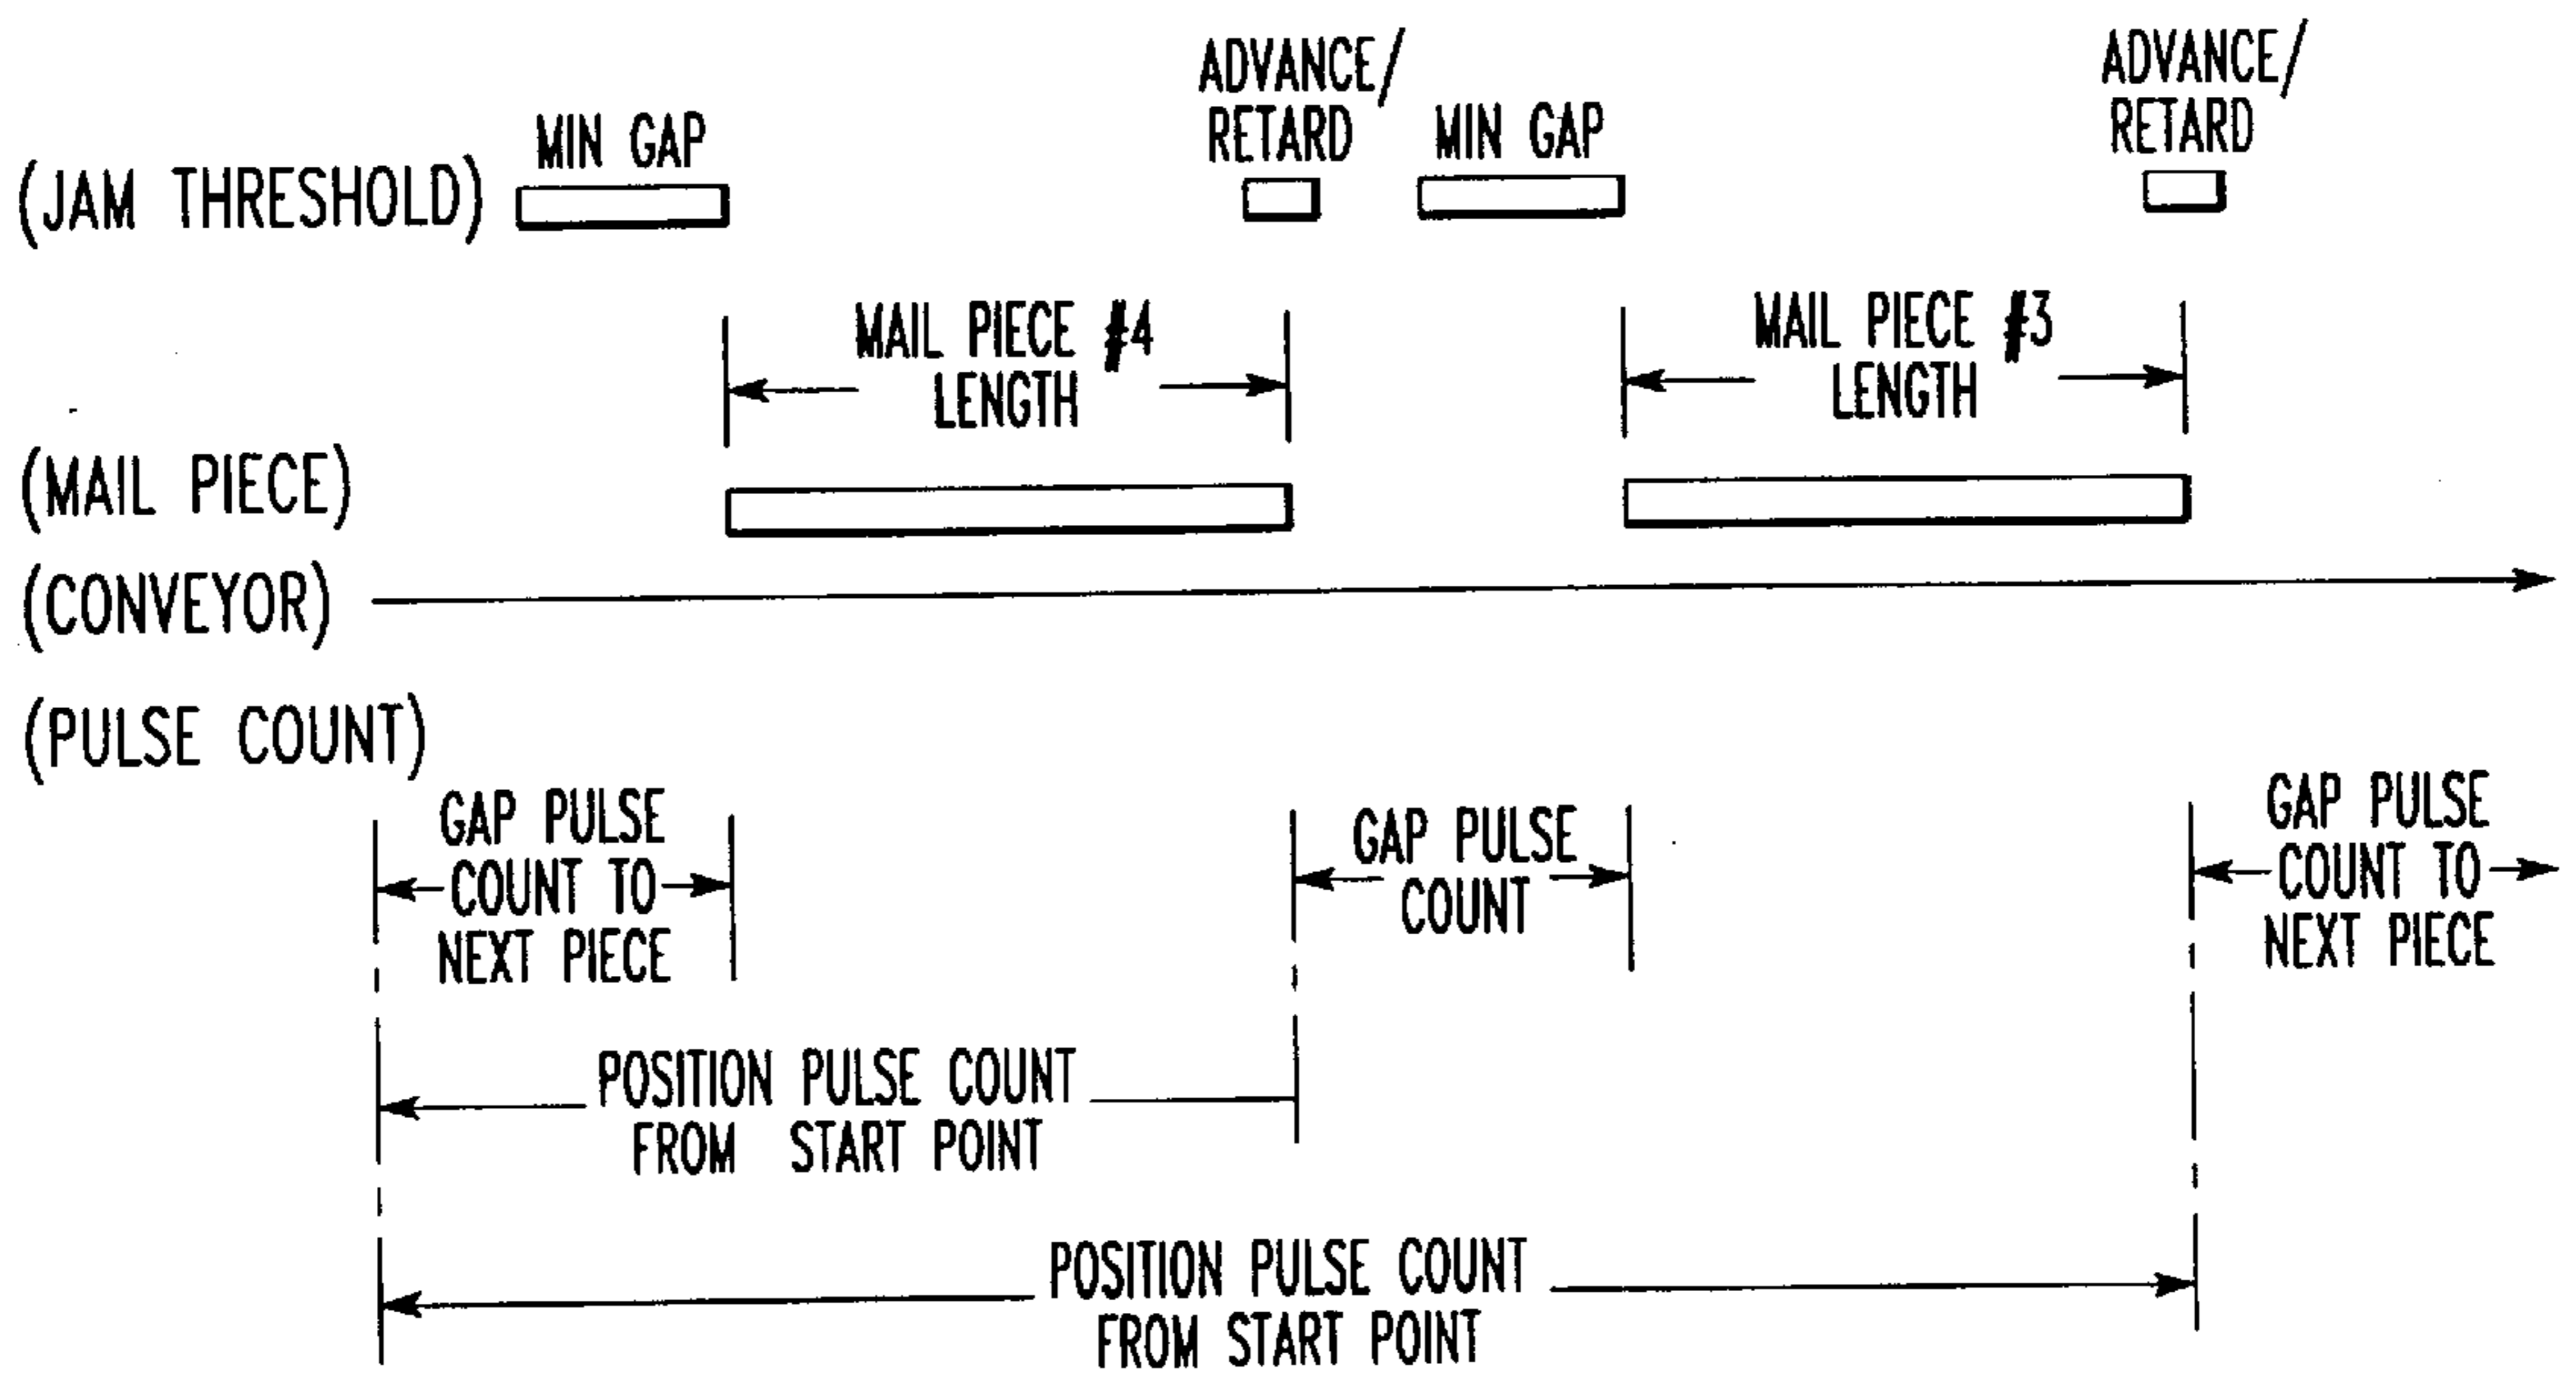 ADVANCE/
RETARD
ADVANCE/
RETARD
MIN GAP
MIN GAP
(JAM THRESHOLD)
MAIL PIECE #4
LENGTH
MAIL PIECE #3
LENGTH
(MAIL PIECE)
(CONVEYOR)
(PULSE COUNT)
GAP PULSE
COUNT TO
NEXT PIECE
GAP PULSE
COUNT
GAP PULSE
COUNT TO
NEXT PIECE
POSITION PULSE COUNT
FROM START POINT
POSITION PULSE COUNT
FROM START POINT